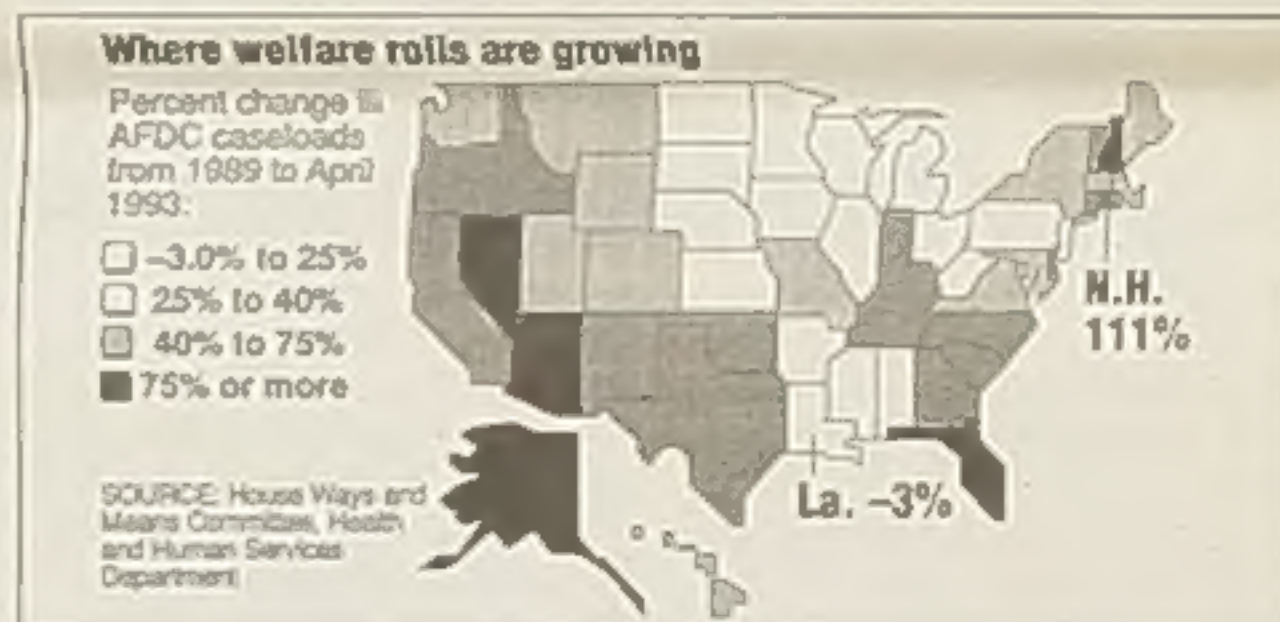 Where welfare rolls are growing
Percent change in
AFDC caseloads
from 1989 to April
1993:
-3.0% to 25%
25% to 40%
40% to 75%
75% or more
N.H.
111%
La. -3%
SOURCE: House Ways and
Means Committee, Health
and Human Services
Department